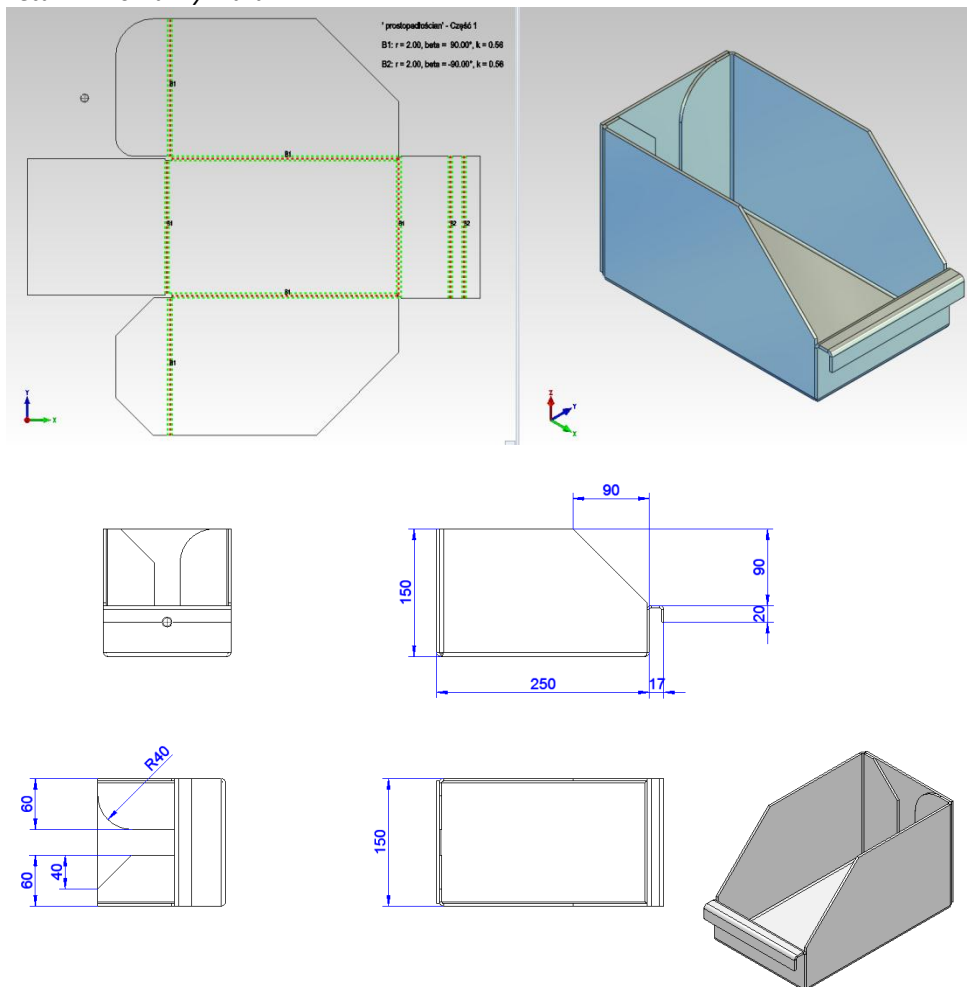 'prostopadłościan' - Część 1
B1: r = 2.00, beta = 90.00°, k = 0.56
B2: r = 2.00, beta = -90.00°, k = 0.56
B1
B1
B1
B1
B2
B2
B1
B1
Y
X
Z
Y
X
90
150
90
20
250
17
R40
60
60
40
150